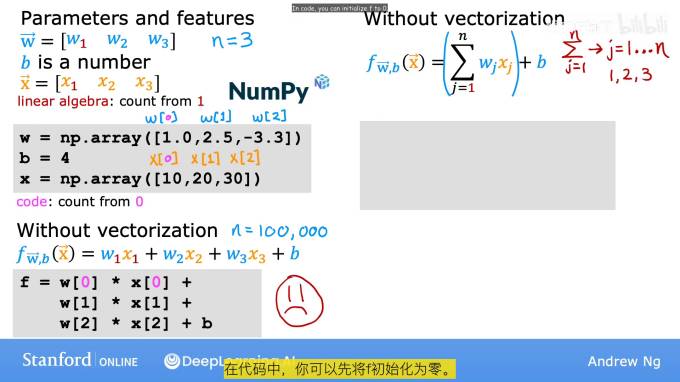 In code, you can initialize f to 0.
bilibili
Parameters and features
w = [w1 w2 w3] n=3
b is a number
x = [x1 x2 x3]
linear algebra: count from 1
NumPy
w[0] w[1] w[2]
w = np.array([1.0,2.5,-3.3])
b = 4 x[0] x[1] x[2]
x = np.array([10,20,30])
code: count from 0
Without vectorization n=100,000
fw,b(x) = w1x1 + w2x2 + w3x3 + b
f = w[0] * x[0] +
w[1] * x[1] +
w[2] * x[2] + b
Without vectorization
fw,b(x) = (∑ j=1 n wjxj) + b
∑ j=1 n → j=1...n
1, 2, 3
Stanford ONLINE
DeepLearning.AI
Andrew Ng
在代码中，你可以先将f初始化为零。